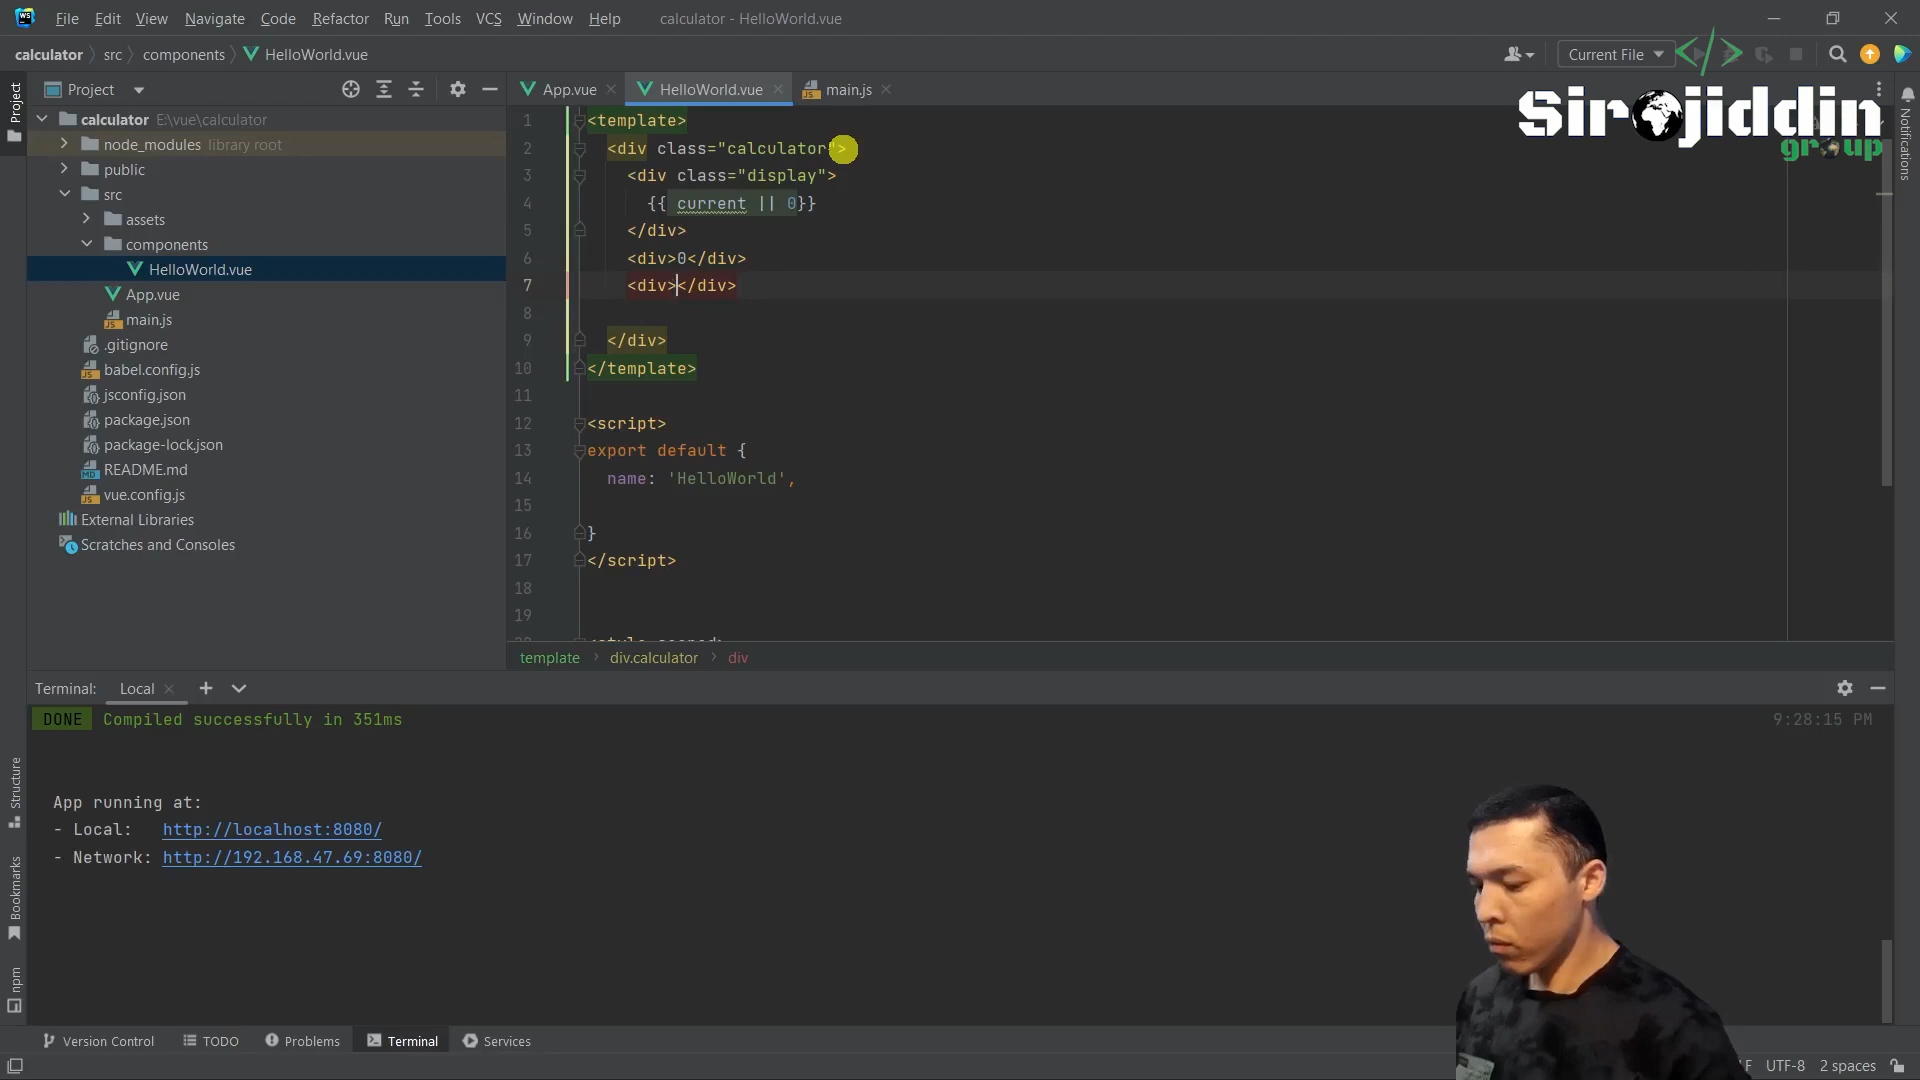 File Edit View Navigate Code Refactor Run Tools VCS Window Help calculator - HelloWorld.vue
calculator src components HelloWorld.vue
Current File
Project
App.vue HelloWorld.vue main.js
Sirojiddin
group
Project
Notifications
calculator E:\vue\calculator
node_modules library root
public
src
assets
components
HelloWorld.vue
App.vue
main.js
.gitignore
babel.config.js
jsconfig.json
package.json
package-lock.json
README.md
vue.config.js
External Libraries
Scratches and Consoles
1 <template>
2 <div class="calculator">
3 <div class="display">
4 {{ current || 0}}
5 </div>
6 <div>0</div>
7 <div></div>
8
9 </div>
10 </template>
11
12 <script>
13 export default {
14 name: 'HelloWorld',
15
16 }
17 </script>
18
19
template div.calculator div
Terminal: Local
DONE Compiled successfully in 351ms 9:28:15 PM
App running at:
- Local: http://localhost:8080/
- Network: http://192.168.47.69:8080/
Structure
Bookmarks
npm
Version Control TODO Problems Terminal Services
UTF-8 2 spaces